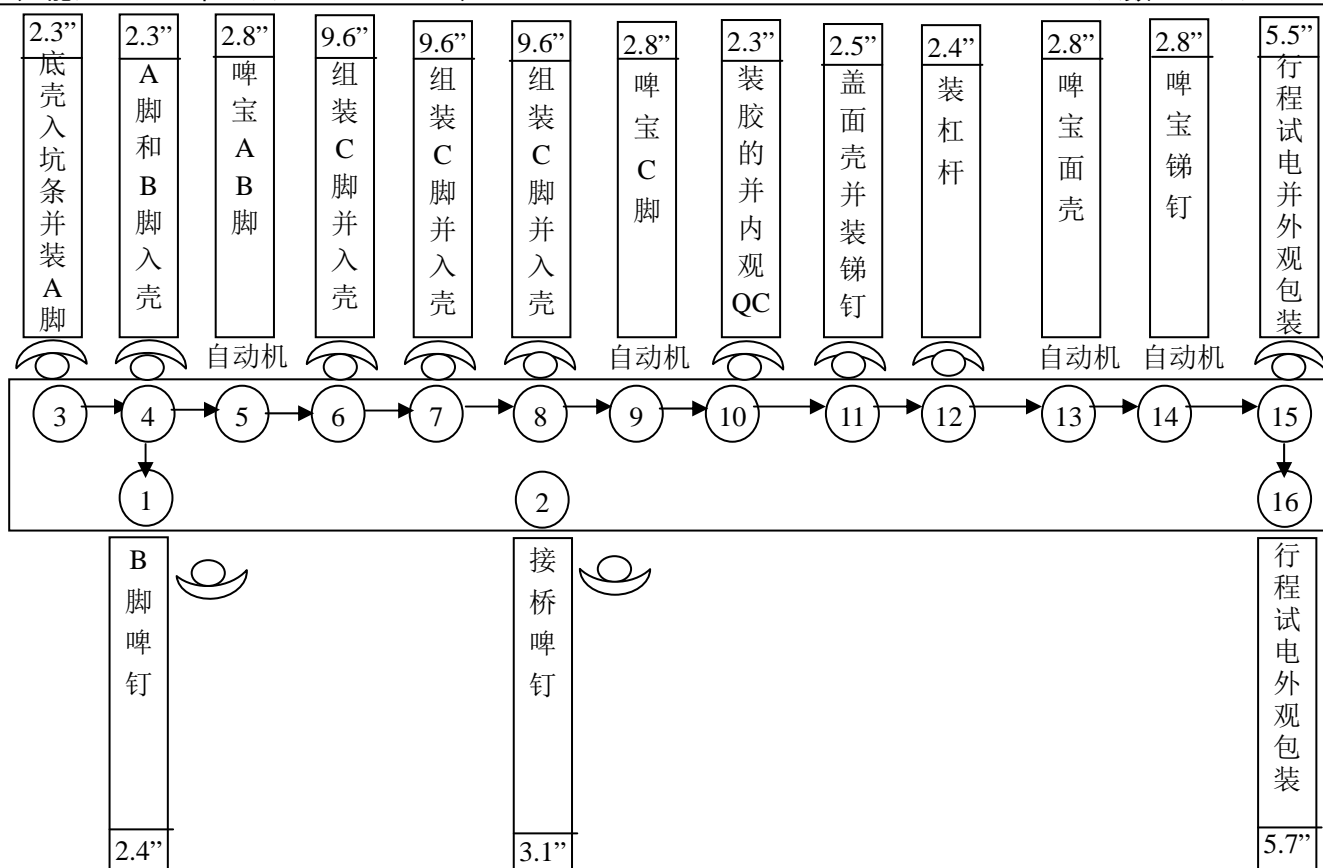 2.3” 2.3” 2.8” 9.6” 9.6” 9.6” 2.8” 2.3” 2.5” 2.4” 2.8” 2.8” 5.5”
底壳入坑条并装A脚
A脚和B脚入壳
啤宝AB脚
组装C脚并入壳
组装C脚并入壳
组装C脚并入壳
啤宝C脚
装胶的并内观QC
盖面壳并装锑钉
装杠杆
啤宝面壳
啤宝锑钉
行程试电并外观包装
自动机 自动机 自动机 自动机
3 4 5 6 7 8 9 10 11 12 13 14 15
1 2 16
B脚啤钉
接桥啤钉
行程试电外观包装
2.4” 3.1” 5.7”